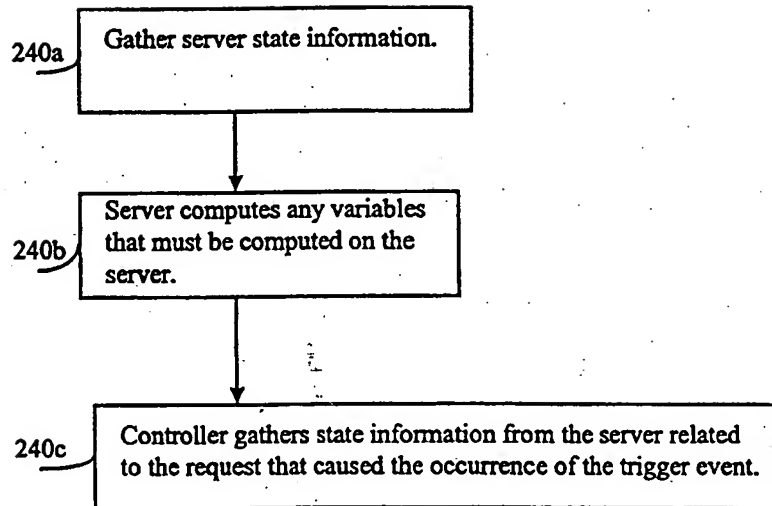 240a
Gather server state information.
240b
Server computes any variables
that must be computed on the
server.
240c
Controller gathers state information from the server related
to the request that caused the occurrence of the trigger event.